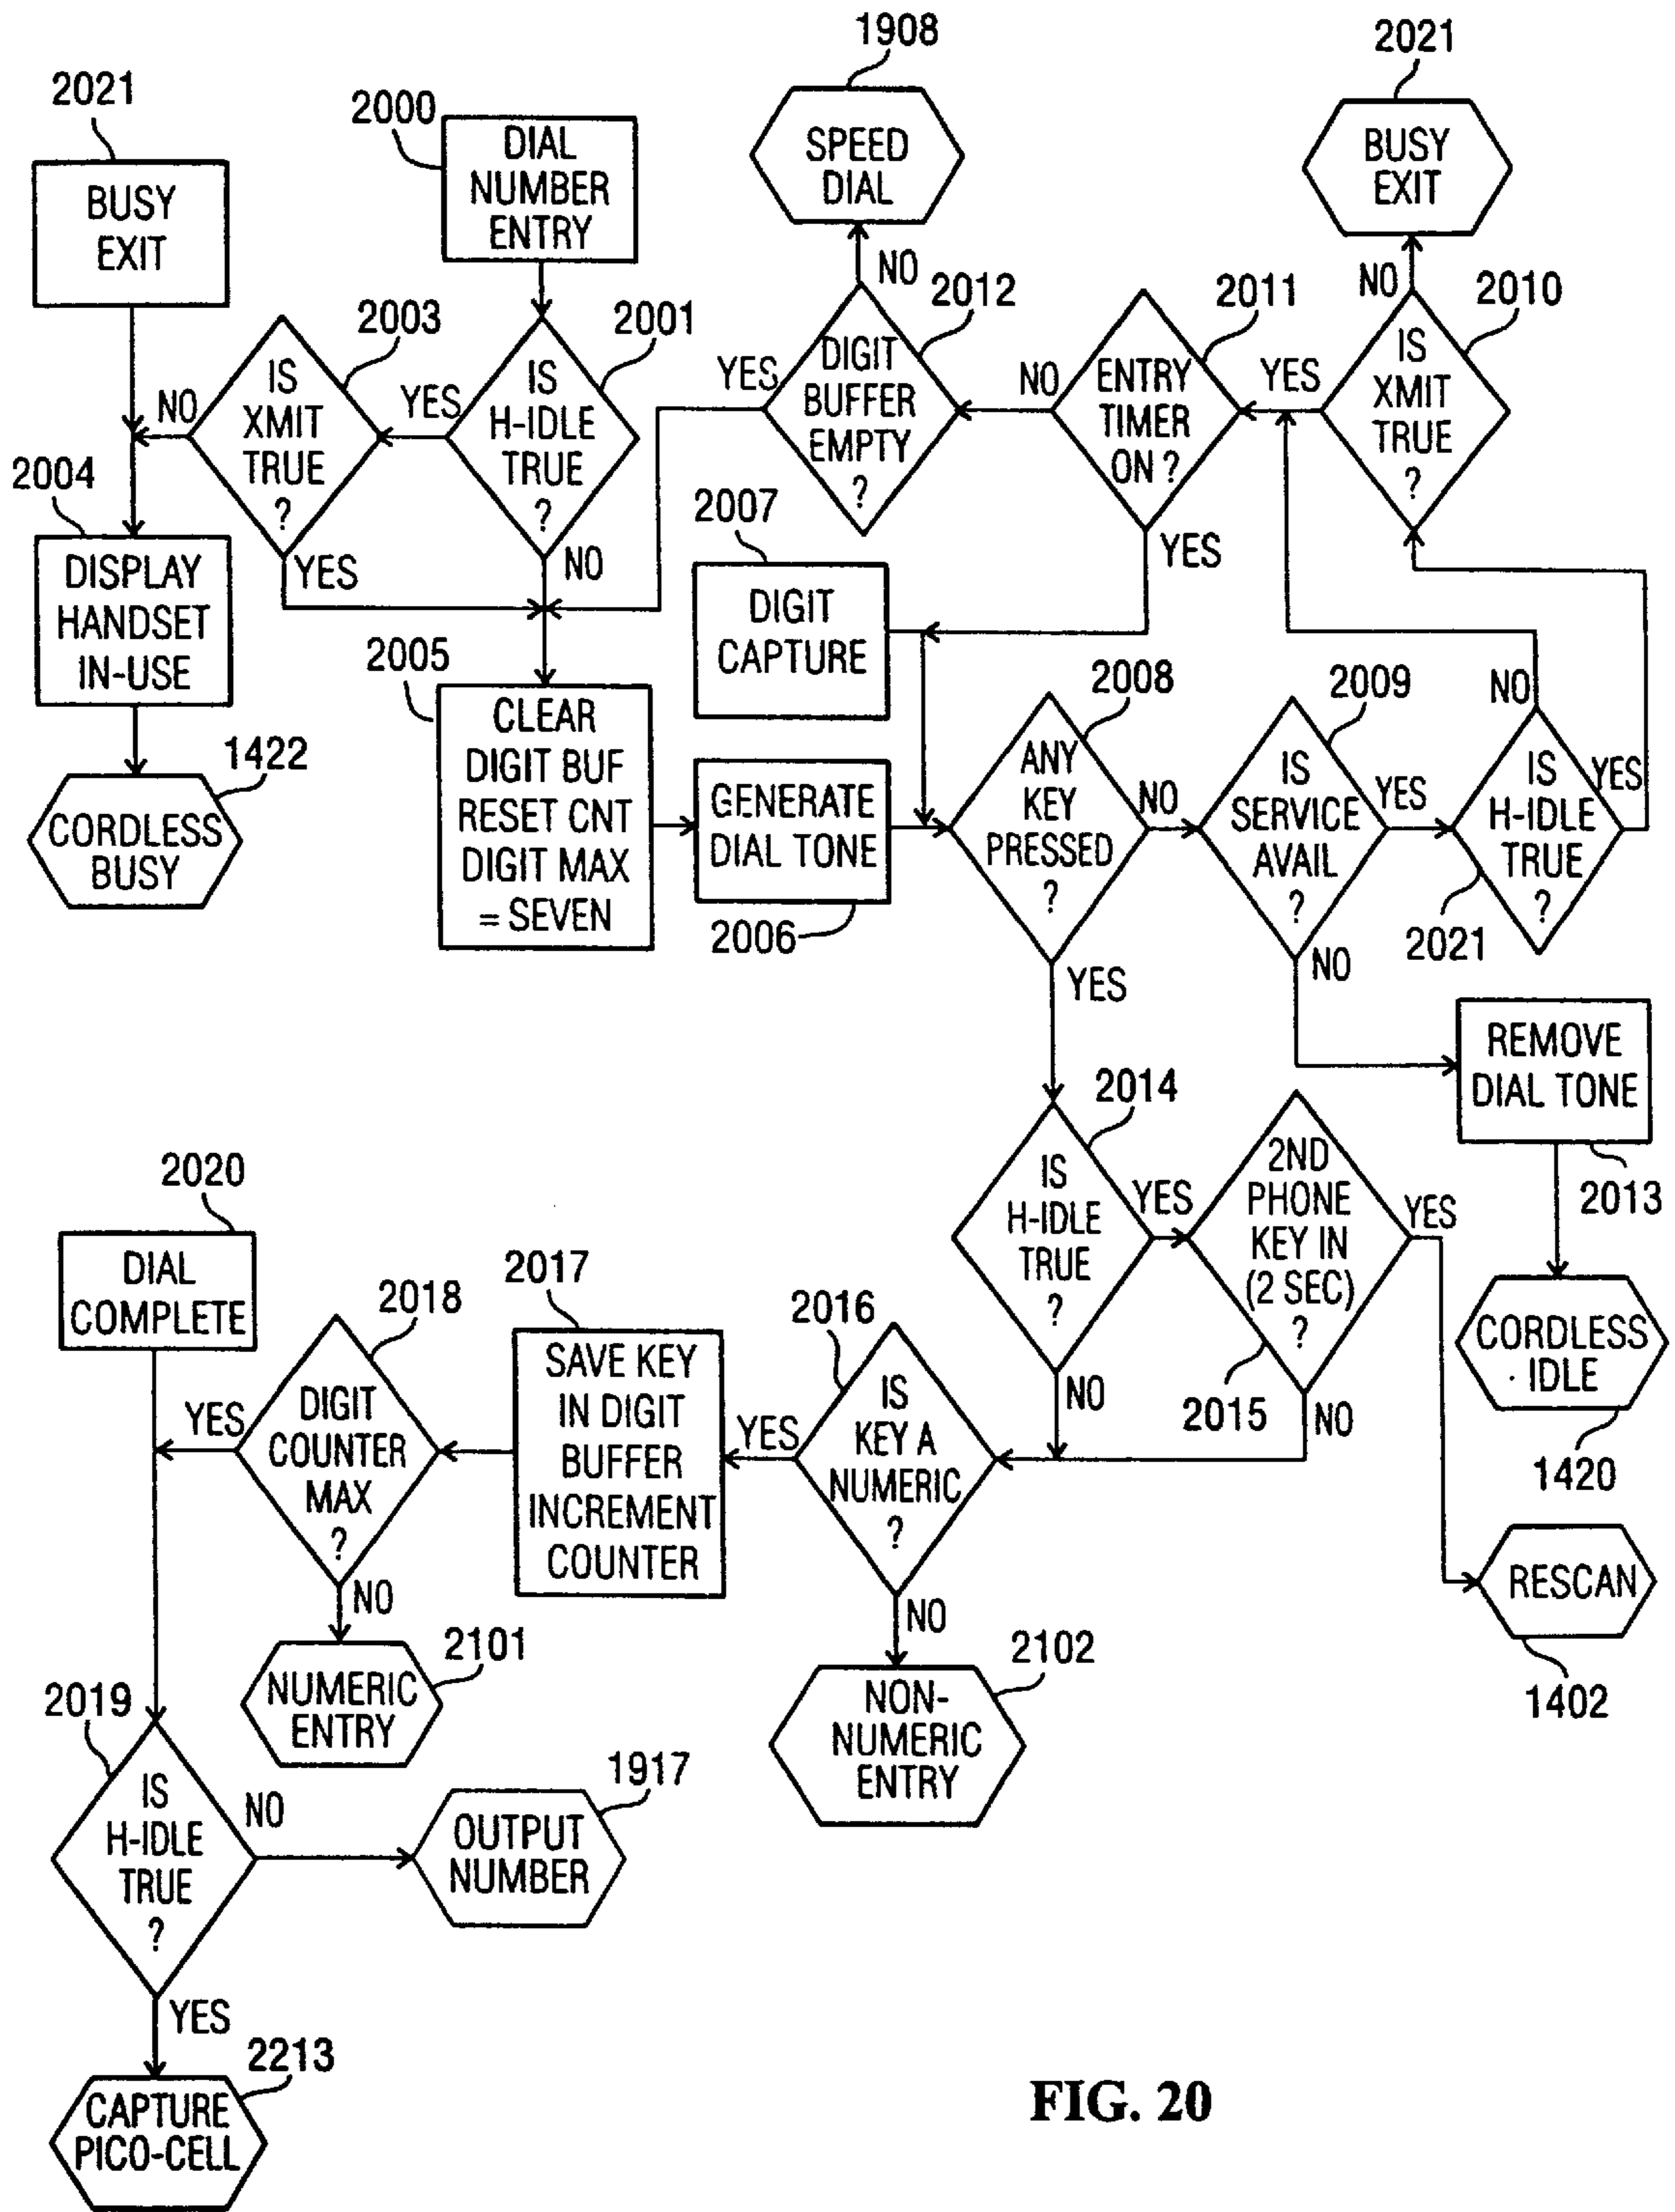 1908
2021
2021
2000
DIAL
NUMBER
ENTRY
SPEED
DIAL
BUSY
EXIT
BUSY
EXIT
NO
NO
2003
2001
2012
2011
2010
IS
XMIT
TRUE
?
IS
H-IDLE
TRUE
?
DIGIT
BUFFER
EMPTY
?
ENTRY
TIMER
ON ?
IS
XMIT
TRUE
?
NO
YES
YES
NO
YES
2004
YES
NO
2007
YES
DISPLAY
HANDSET
IN-USE
DIGIT
CAPTURE
2005
CLEAR
DIGIT BUF
RESET CNT
DIGIT MAX
= SEVEN
2008
2009
NO
1422
CORDLESS
BUSY
GENERATE
DIAL TONE
2006
ANY
KEY
PRESSED
?
NO
IS
SERVICE
AVAIL
?
YES
IS
H-IDLE
TRUE
?
YES
2021
YES
NO
REMOVE
DIAL TONE
2013
2014
IS
H-IDLE
TRUE
?
YES
2ND
PHONE
KEY IN
(2 SEC)
?
YES
2015
NO
NO
CORDLESS
IDLE
1420
2020
DIAL
COMPLETE
2018
2017
2016
YES
DIGIT
COUNTER
MAX
?
SAVE KEY
IN DIGIT
BUFFER
INCREMENT
COUNTER
YES
IS
KEY A
NUMERIC
?
RESCAN
1402
NO
NO
2101
NUMERIC
ENTRY
2102
NON-
NUMERIC
ENTRY
2019
IS
H-IDLE
TRUE
?
NO
1917
OUTPUT
NUMBER
YES
2213
CAPTURE
PICO-CELL
FIG. 20